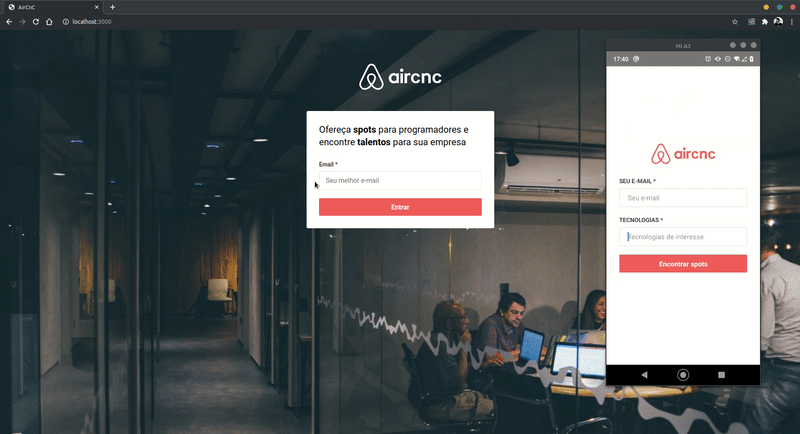 AirCnC
localhost:3000
aircnc
Ofereça spots para programadores e
encontre talentos para sua empresa
Email *
Seu melhor e-mail
Entrar
Mi A3
17:40
aircnc
SEU E-MAIL *
Seu e-mail
TECNOLOGIAS *
Tecnologias de interesse
Encontrar spots